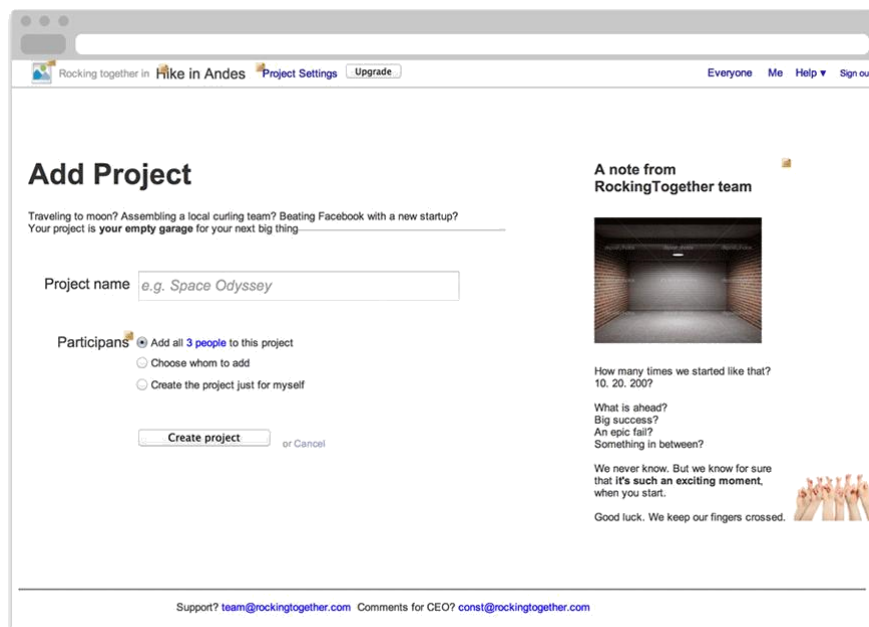 Rocking together in Hike in Andes Project Settings Upgrade Everyone Me Help ▾ Sign ou
Add Project
Traveling to moon? Assembling a local curling team? Beating Facebook with a new startup?
Your project is your empty garage for your next big thing
Project name e.g. Space Odyssey
Participans Add all 3 people to this project
Choose whom to add
Create the project just for myself
Create project or Cancel
A note from
RockingTogether team
How many times we started like that?
10. 20. 200?
What is ahead?
Big success?
An epic fail?
Something in between?
We never know. But we know for sure
that it's such an exciting moment,
when you start.
Good luck. We keep our fingers crossed.
Support? team@rockingtogether.com Comments for CEO? const@rockingtogether.com